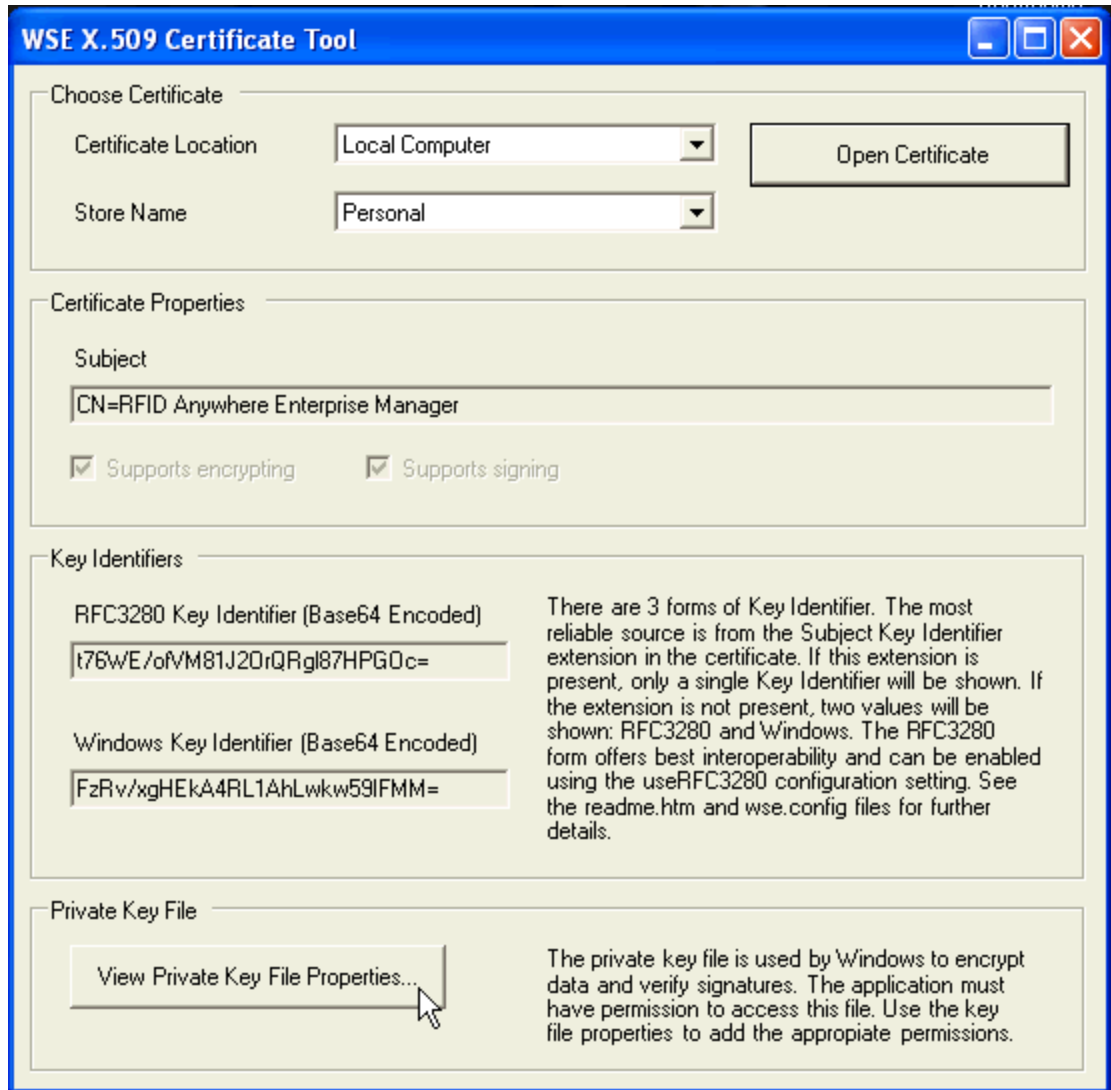 WSE X.509 Certificate Tool
Choose Certificate
Certificate Location
Local Computer
Open Certificate
Store Name
Personal
Certificate Properties
Subject
CN=RFID Anywhere Enterprise Manager
Supports encrypting
Supports signing
Key Identifiers
RFC3280 Key Identifier (Base64 Encoded)
t76WE/ofVM81J2OrQRgl87HPGOc=
Windows Key Identifier (Base64 Encoded)
FzRv/xgHEkA4RL1AhLwkw59IFMM=
There are 3 forms of Key Identifier. The most
reliable source is from the Subject Key Identifier
extension in the certificate. If this extension is
present, only a single Key Identifier will be shown. If
the extension is not present, two values will be
shown: RFC3280 and Windows. The RFC3280
form offers best interoperability and can be enabled
using the useRFC3280 configuration setting. See
the readme.htm and wse.config files for further
details.
Private Key File
View Private Key File Properties...
The private key file is used by Windows to encrypt
data and verify signatures. The application must
have permission to access this file. Use the key
file properties to add the appropiate permissions.